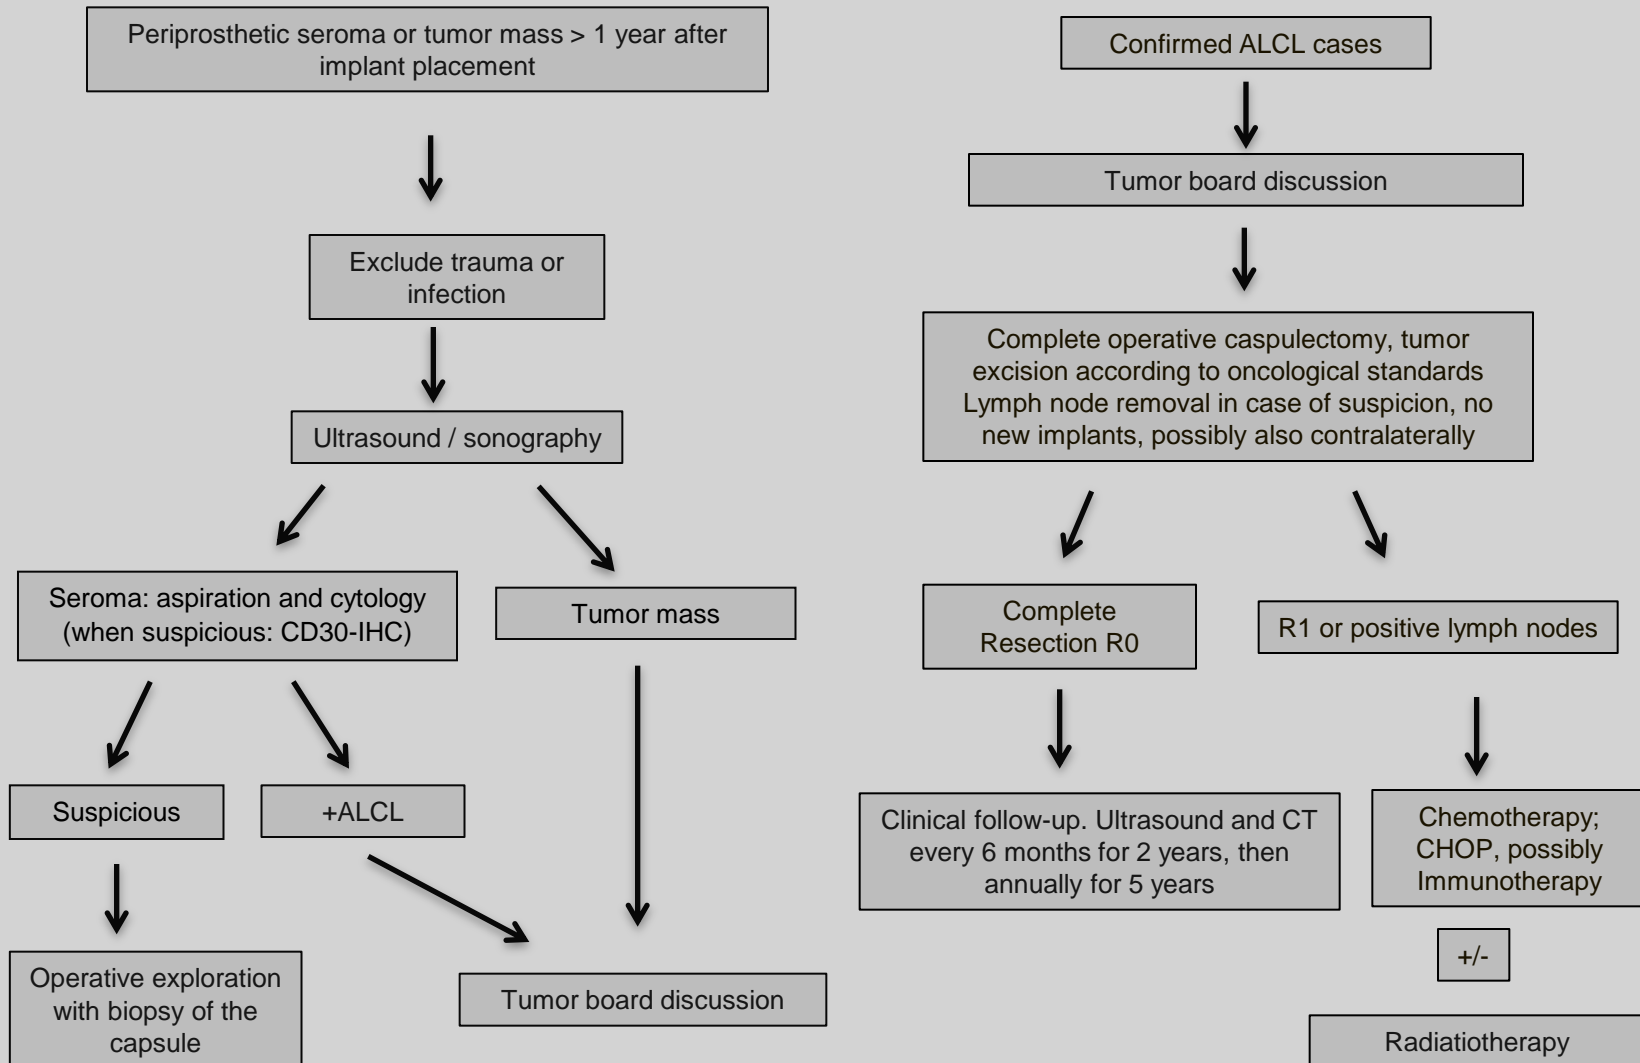 Periprosthetic seroma or tumor mass > 1 year after
implant placement
Exclude trauma or
infection
Ultrasound / sonography
Seroma: aspiration and cytology
(when suspicious: CD30-IHC)
Tumor mass
Suspicious
+ALCL
Operative exploration
with biopsy of the
capsule
Tumor board discussion
Confirmed ALCL cases
Tumor board discussion
Complete operative caspulectomy, tumor
excision according to oncological standards
Lymph node removal in case of suspicion, no
new implants, possibly also contralaterally
Complete
Resection R0
R1 or positive lymph nodes
Clinical follow-up. Ultrasound and CT
every 6 months for 2 years, then
annually for 5 years
Chemotherapy;
CHOP, possibly
Immunotherapy
+/-
Radiatiotherapy